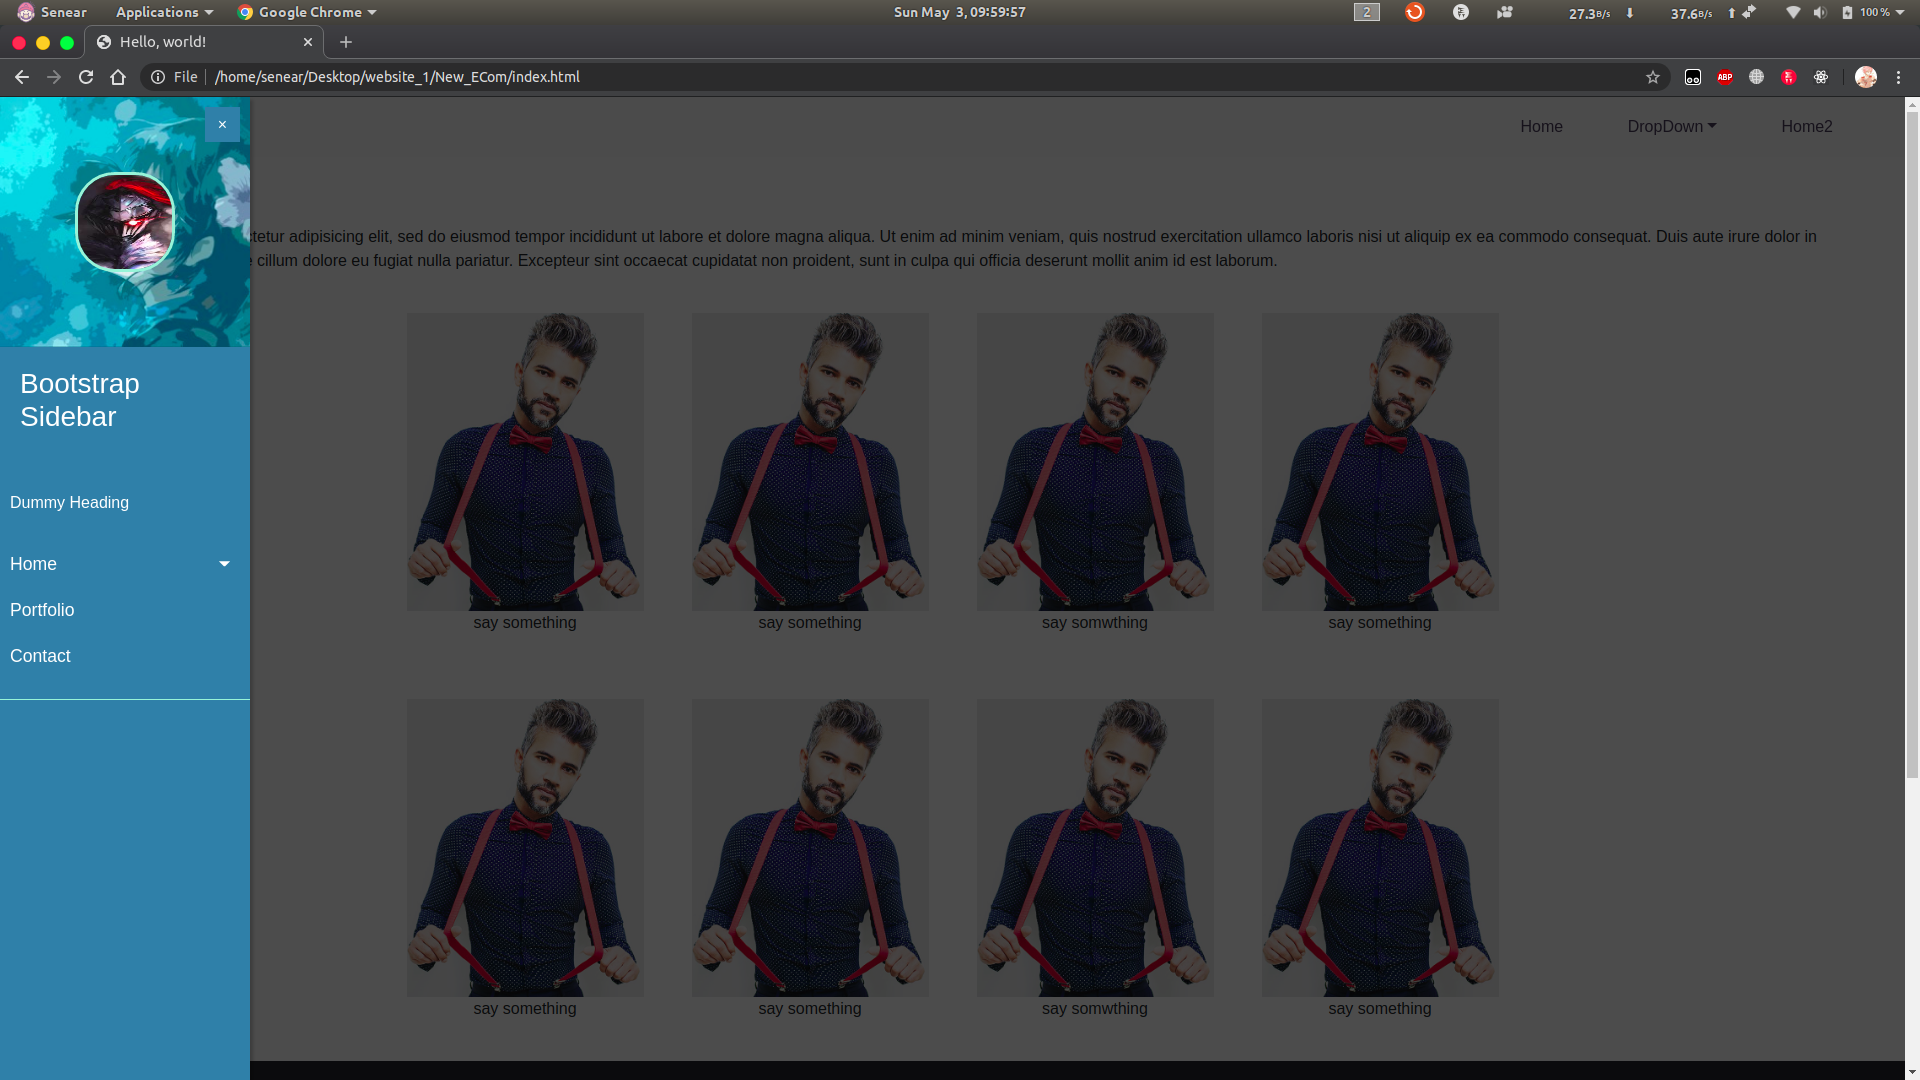 Senear Applications Google Chrome Sun May 3, 09:59:57 2 27.3B/s 37.6B/s 100%
Hello, world!
File /home/senear/Desktop/website_1/New_ECom/index.html ABP
× Home DropDown Home2
tetur adipisicing elit, sed do eiusmod tempor incididunt ut labore et dolore magna aliqua. Ut enim ad minim veniam, quis nostrud exercitation ullamco laboris nisi ut aliquip ex ea commodo consequat. Duis aute irure dolor in
cillum dolore eu fugiat nulla pariatur. Excepteur sint occaecat cupidatat non proident, sunt in culpa qui officia deserunt mollit anim id est laborum.
Bootstrap
Sidebar
Dummy Heading
Home
Portfolio
Contact
say something say something say somwthing say something
say something say something say somwthing say something